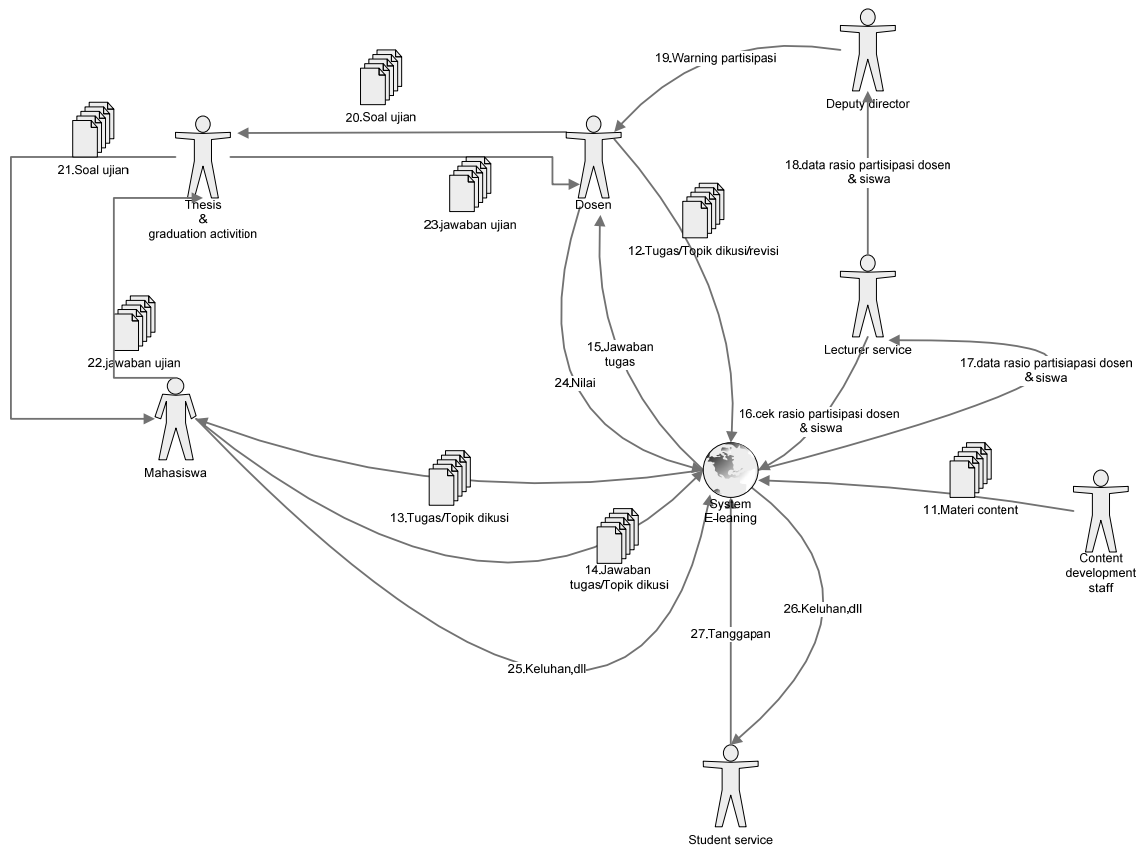 19.Warning partisipasi
Deputy director
20.Soal ujian
21.Soal ujian
18.data rasio partisipasi dosen
& siswa
Thesis
&
graduation activition
23.jawaban ujian
Dosen
12.Tugas/Topik dikusi/revisi
15.Jawaban
tugas
Lecturer service
22.jawaban ujian
24.Nilai
17.data rasio partisiapasi dosen
& siswa
16.cek rasio partisipasi dosen
& siswa
Mahasiswa
13.Tugas/Topik dikusi
System
E-leaning
11.Materi content
14.Jawaban
tugas/Topik dikusi
Content
development
staff
26.Keluhan,dll
27.Tanggapan
25.Keluhan,dll
Student service